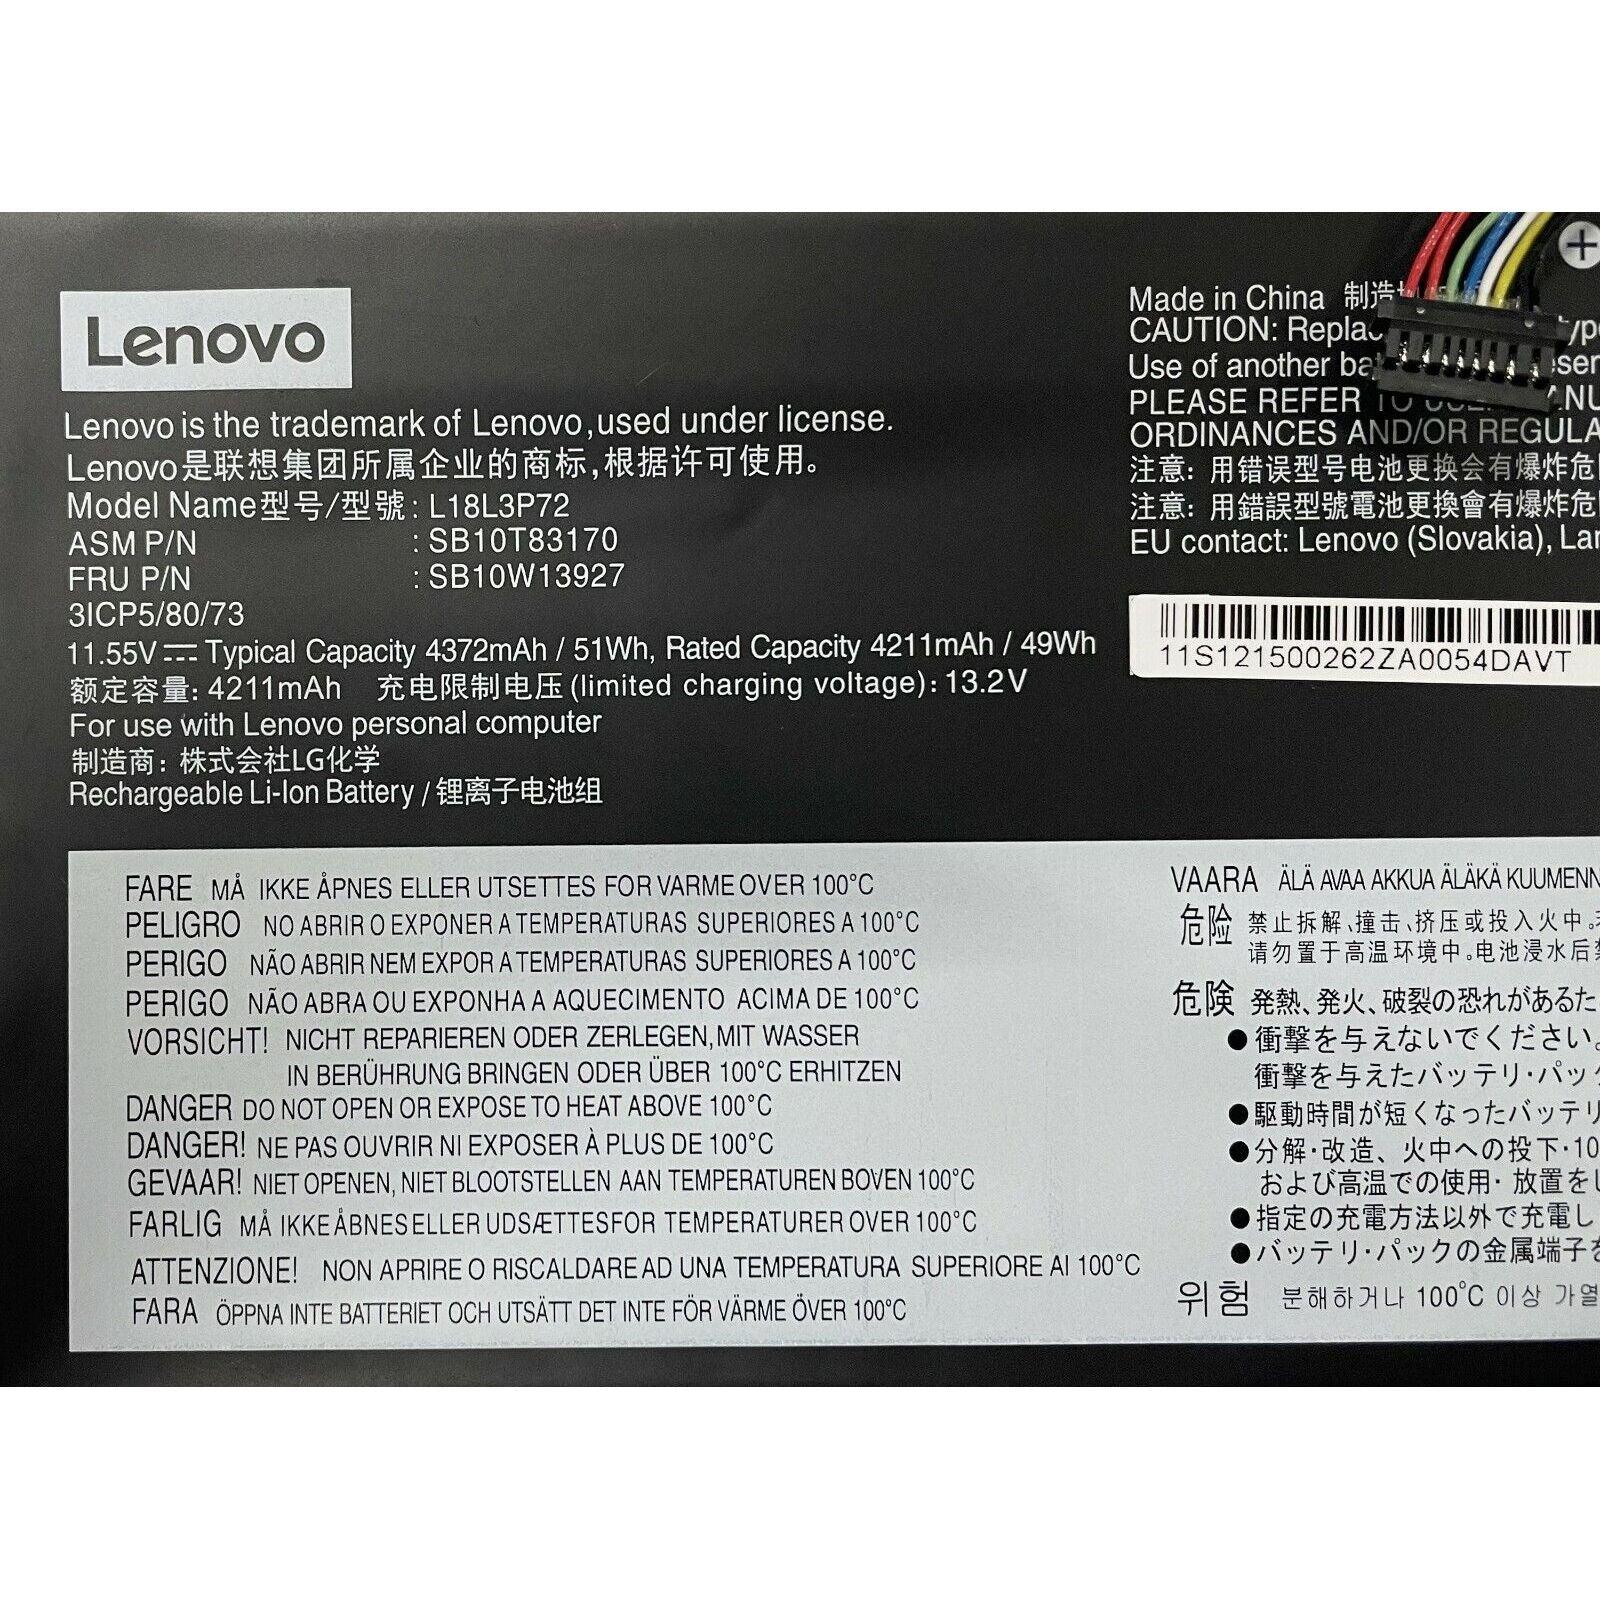 Lenovo
Lenovo is the trademark of Lenovo,used under license.
Lenovo是联想集团所属企业的商标,根据许可使用。
Model Name型号/型號: L18L3P72
ASM P/N : SB10T83170
FRU P/N : SB10W13927
3ICP5/80/73
11.55V Typical Capacity 4372mAh / 51Wh, Rated Capacity 4211mAh / 49Wh
额定容量: 4211mAh 充电限制电压(limited charging voltage): 13.2V
For use with Lenovo personal computer
制造商: 株式会社LG化学
Rechargeable Li-Ion Battery / 锂离子电池组
Made in China 制造
CAUTION:
Use of another
PLEASE REFER TO
ORDINANCES AND/OR
注意: 用错误型号电池更换会有爆炸危
注意: 用錯誤型號電池更換會有爆炸危
EU contact: Lenovo (Slovakia),
11S121500262ZA0054DAVT
FARE MÅ IKKE ÅPNES ELLER UTSETTES FOR VARME OVER 100°C
PELIGRO NO ABRIR O EXPONER A TEMPERATURAS SUPERIORES A 100°C
PERIGO NÃO ABRIR NEM EXPOR A TEMPERATURAS SUPERIORES A 100°C
PERIGO NÃO ABRA OU EXPONHA A AQUECIMENTO ACIMA DE 100°C
VORSICHT! NICHT REPARIEREN ODER ZERLEGEN,MIT WASSER
IN BERÜHRUNG BRINGEN ODER ÜBER 100°C ERHITZEN
DANGER DO NOT OPEN OR EXPOSE TO HEAT ABOVE 100°C
DANGER! NE PAS OUVRIR NI EXPOSER À PLUS DE 100°C
GEVAAR! NIET OPENEN, NIET BLOOTSTELLEN AAN TEMPERATUREN BOVEN 100°C
FARLIG MÅ IKKE ÅBNES ELLER UDSÆTTES FOR TEMPERATURER OVER 100°C
ATTENZIONE! NON APRIRE O RISCALDARE AD UNA TEMPERATURA SUPERIORE AI 100°C
FARA ÖPPNA INTE BATTERIET OCH UTSÄTT DET INTE FÖR VÄRME ÖVER 100°C
VAARA ÄLÄ AVAA AKKUA ÄLÄKÄ
危险 禁止拆解、撞击、挤压或投入火中。
请勿置于高温环境中。电池浸水后
危険 発熱、発火、破裂の恐れがあるた
●衝撃を与えないでください。
衝撃を与えたバッテリ・パッ
●駆動時間が短くなったバッテリ
●分解・改造、火中への投下・10
および高温での使用・放置を
●指定の充電方法以外で充電し
●バッテリ・パックの金属端子を
위험 분해하거나 100°C 이상 가열